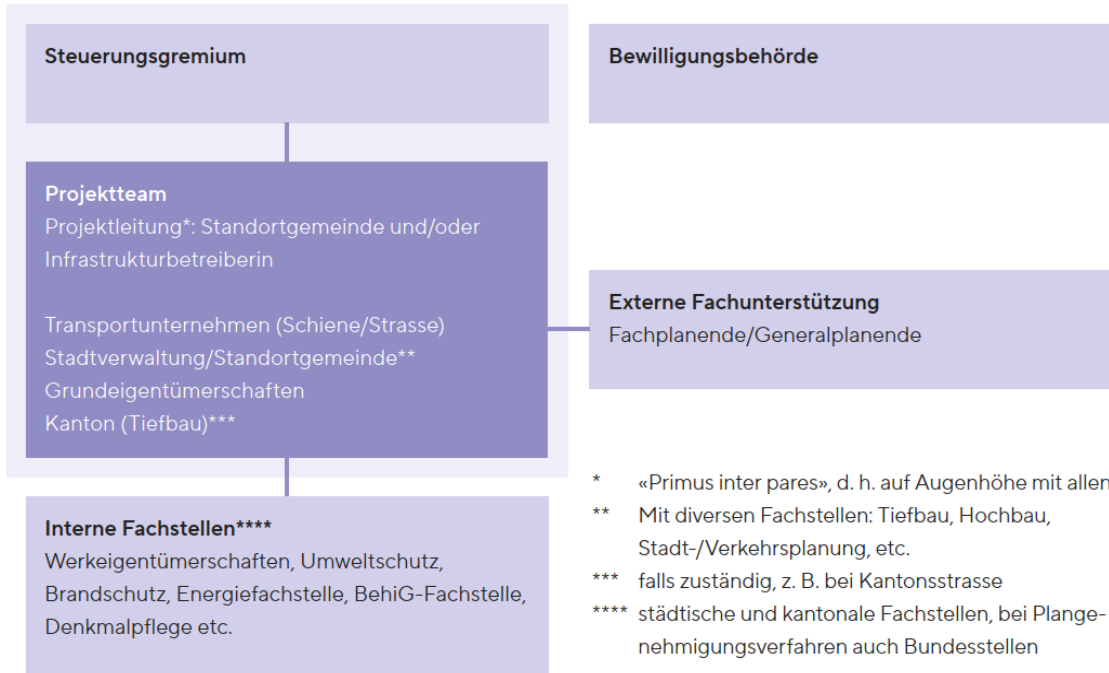 Steuerungsgremium
Bewilligungsbehörde
Projektteam
Projektleitung*: Standortgemeinde und/oder
Infrastrukturbetreiberin
Transportunternehmen (Schiene/Strasse)
Stadtverwaltung/Standortgemeinde**
Grundeigentümerschaften
Kanton (Tiefbau)***
Externe Fachunterstützung
Fachplanende/Generalplanende
Interne Fachstellen****
Werkeigentümerschaften, Umweltschutz,
Brandschutz, Energiefachstelle, BehiG-Fachstelle,
Denkmalpflege etc.
* «Primus inter pares», d. h. auf Augenhöhe mit allen
** Mit diversen Fachstellen: Tiefbau, Hochbau,
Stadt-/Verkehrsplanung, etc.
*** falls zuständig, z. B. bei Kantonsstrasse
**** städtische und kantonale Fachstellen, bei Plange-
nehmigungsverfahren auch Bundesstellen